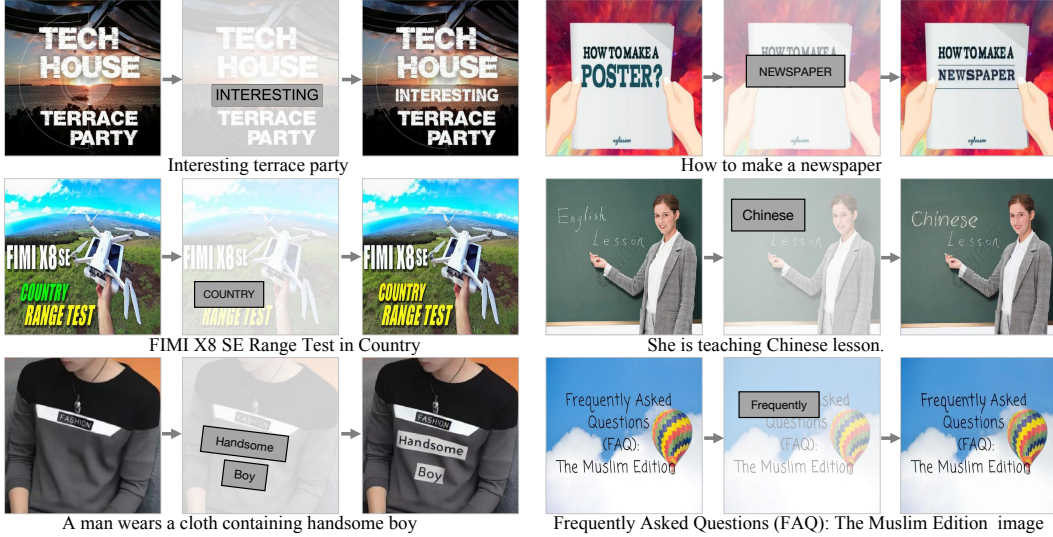 TECH
HOUSE
TERRACE
PARTY
TECH
HOUSE
INTERESTING
TERRACE
PARTY
TECH
HOUSE
INTERESTING
TERRACE
PARTY
Interesting terrace party
HOW TO MAKE A
POSTER?
HOW TO MAKE A
NEWSPAPER
HOW TO MAKE A
NEWSPAPER
How to make a newspaper
FIMI X8 SE
COUNTRY
RANGE TEST
FIMI X8 SE
COUNTRY
RANGE TEST
FIMI X8 SE
COUNTRY
RANGE TEST
FIMI X8 SE Range Test in Country
English
Lesson
Chinese
Lesson
Chinese
Lesson
She is teaching Chinese lesson.
FASHION
FASHION
Handsome
Boy
FASHION
Handsome
Boy
A man wears a cloth containing handsome boy
Frequently Asked
Questions
(FAQ):
The Muslim Edition
Frequently sked
Questions
(FAQ):
The Muslim Edition
Frequently Asked
Questions
(FAQ):
The Muslim Edition
Frequently Asked Questions (FAQ): The Muslim Edition image